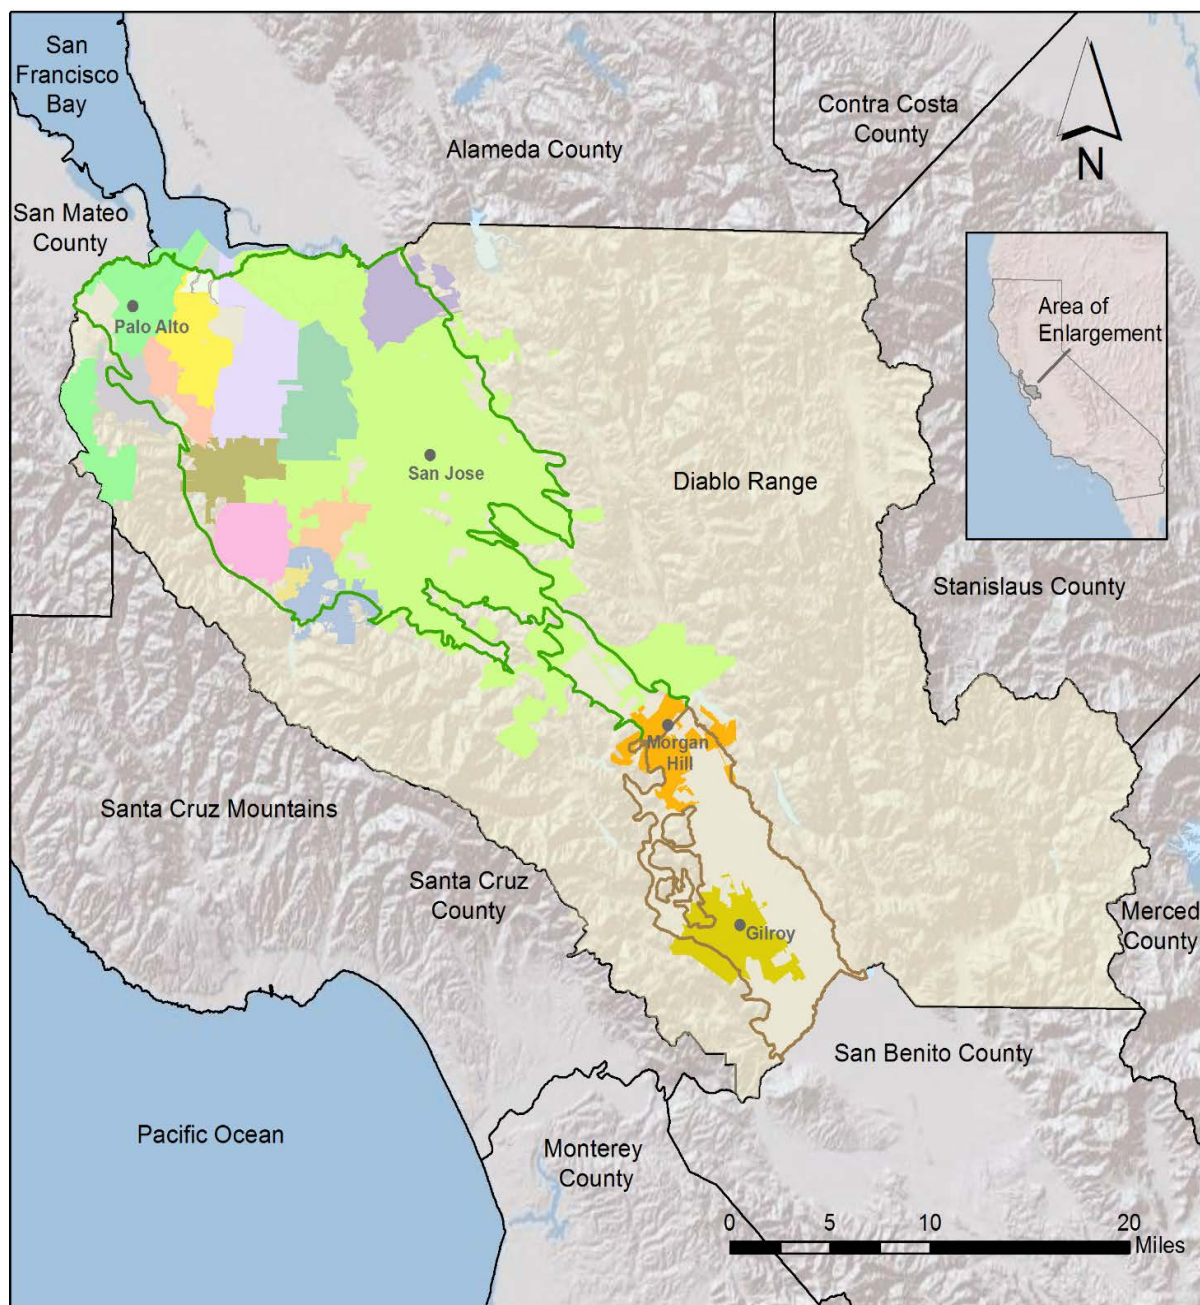 San
Francisco
Bay
Contra Costa
County
Alameda County
N
San Mateo
County
Area of
Enlargement
Palo Alto
San Jose
Diablo Range
Stanislaus County
Morgan
Hill
Santa Cruz Mountains
Santa Cruz
County
Merced
County
Gilroy
San Benito County
Pacific Ocean
Monterey
County
0 5 10 20
Miles